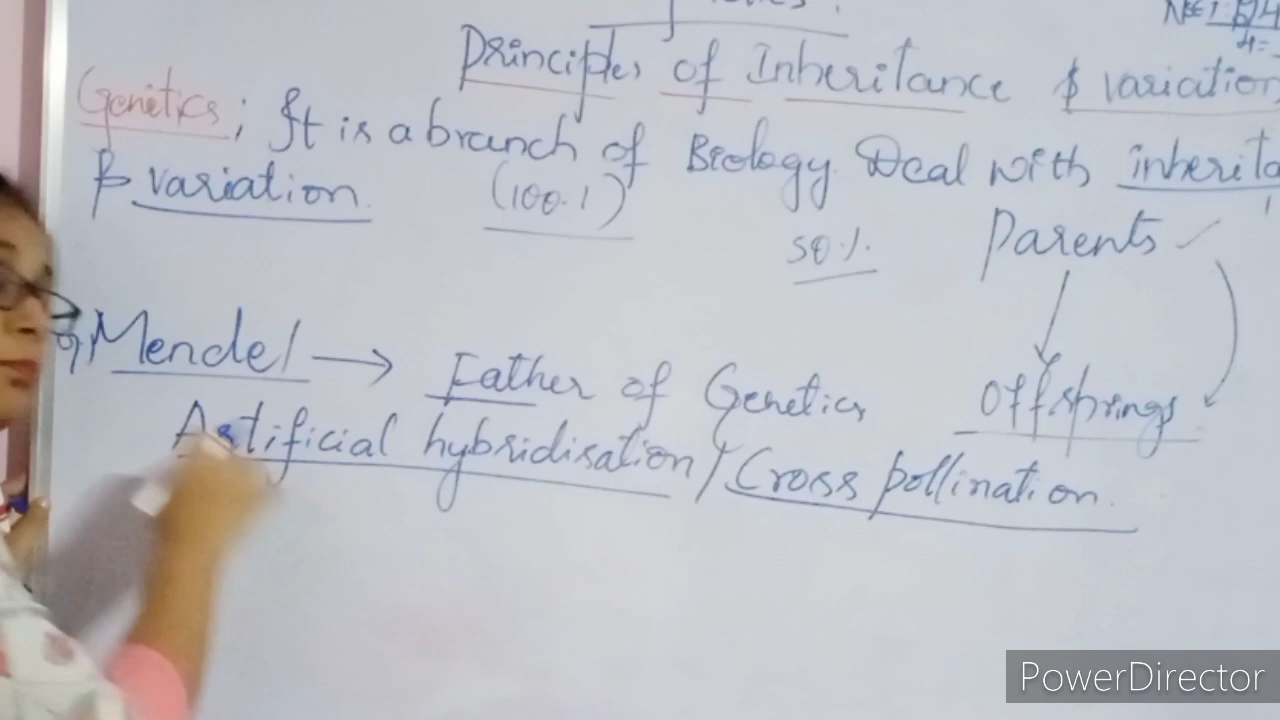 Principles of Inheritance & variation
Genetics; It is a branch of Biology Deal with inherita
& variation (100%)
50%
Parents
Offsprings
Mendel → Father of Genetics
Artificial hybridisation / Cross pollination.
PowerDirector